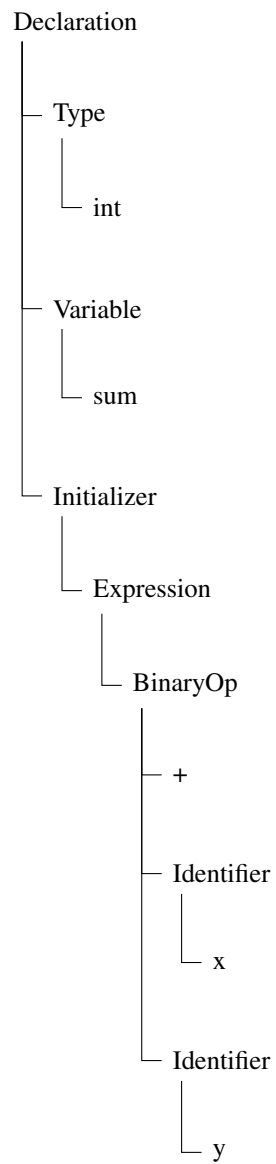 Declaration
Type
int
Variable
sum
Initializer
Expression
BinaryOp
+
Identifier
x
Identifier
y